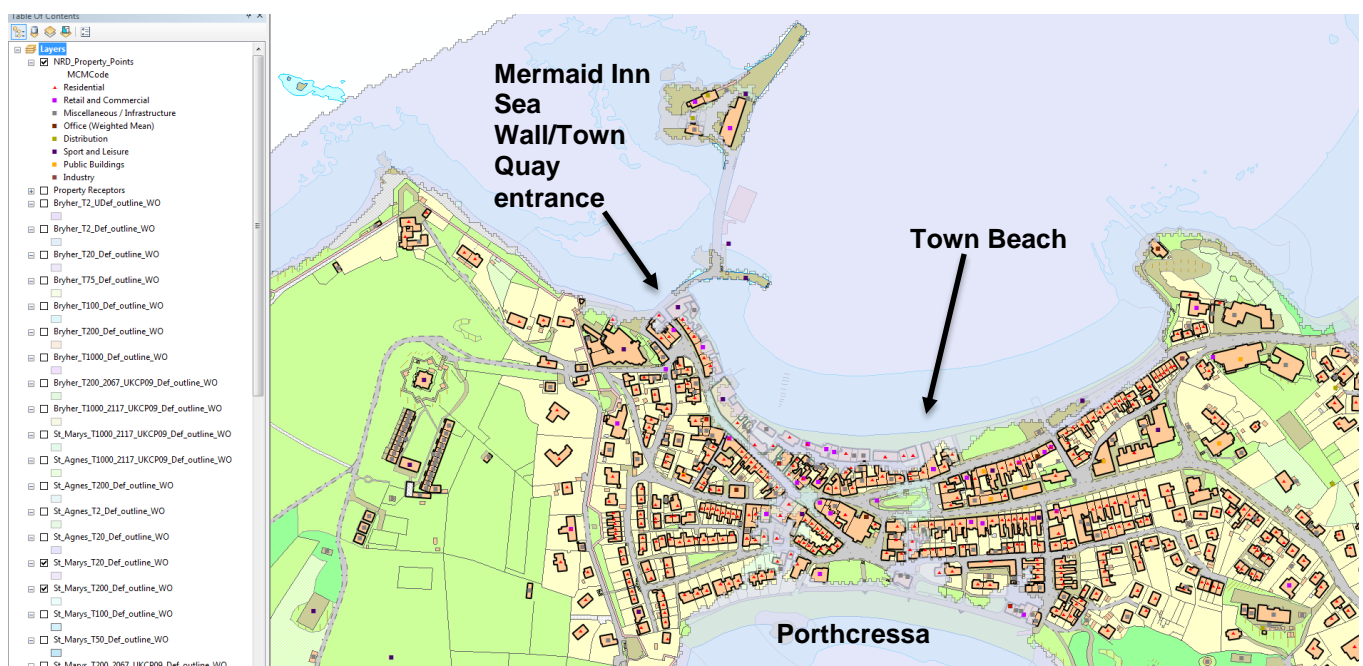 Table Of Contents
Layers
NRD_Property_Points
MCMCode
Residential
Retail and Commercial
Miscellaneous / Infrastructure
Office (Weighted Mean)
Distribution
Sport and Leisure
Public Buildings
Industry
Property Receptors
Bryher_T2_UDef_outline_WO
Bryher_T2_Def_outline_WO
Bryher_T20_Def_outline_WO
Bryher_T75_Def_outline_WO
Bryher_T100_Def_outline_WO
Bryher_T200_Def_outline_WO
Bryher_T1000_Def_outline_WO
Bryher_T200_2067_UKCP09_Def_outline_WO
Bryher_T1000_2117_UKCP09_Def_outline_WO
St_Marys_T1000_2117_UKCP09_Def_outline_WO
St_Agnes_T1000_2117_UKCP09_Def_outline_WO
St_Agnes_T200_Def_outline_WO
St_Agnes_T2_Def_outline_WO
St_Agnes_T20_Def_outline_WO
St_Marys_T20_Def_outline_WO
St_Marys_T200_Def_outline_WO
St_Marys_T100_Def_outline_WO
St_Marys_T50_Def_outline_WO
St_Marys_T200_2067_UKCP09_Def_outline_WO
Mermaid Inn
Sea
Wall/Town
Quay
entrance
Town Beach
Porthcressa